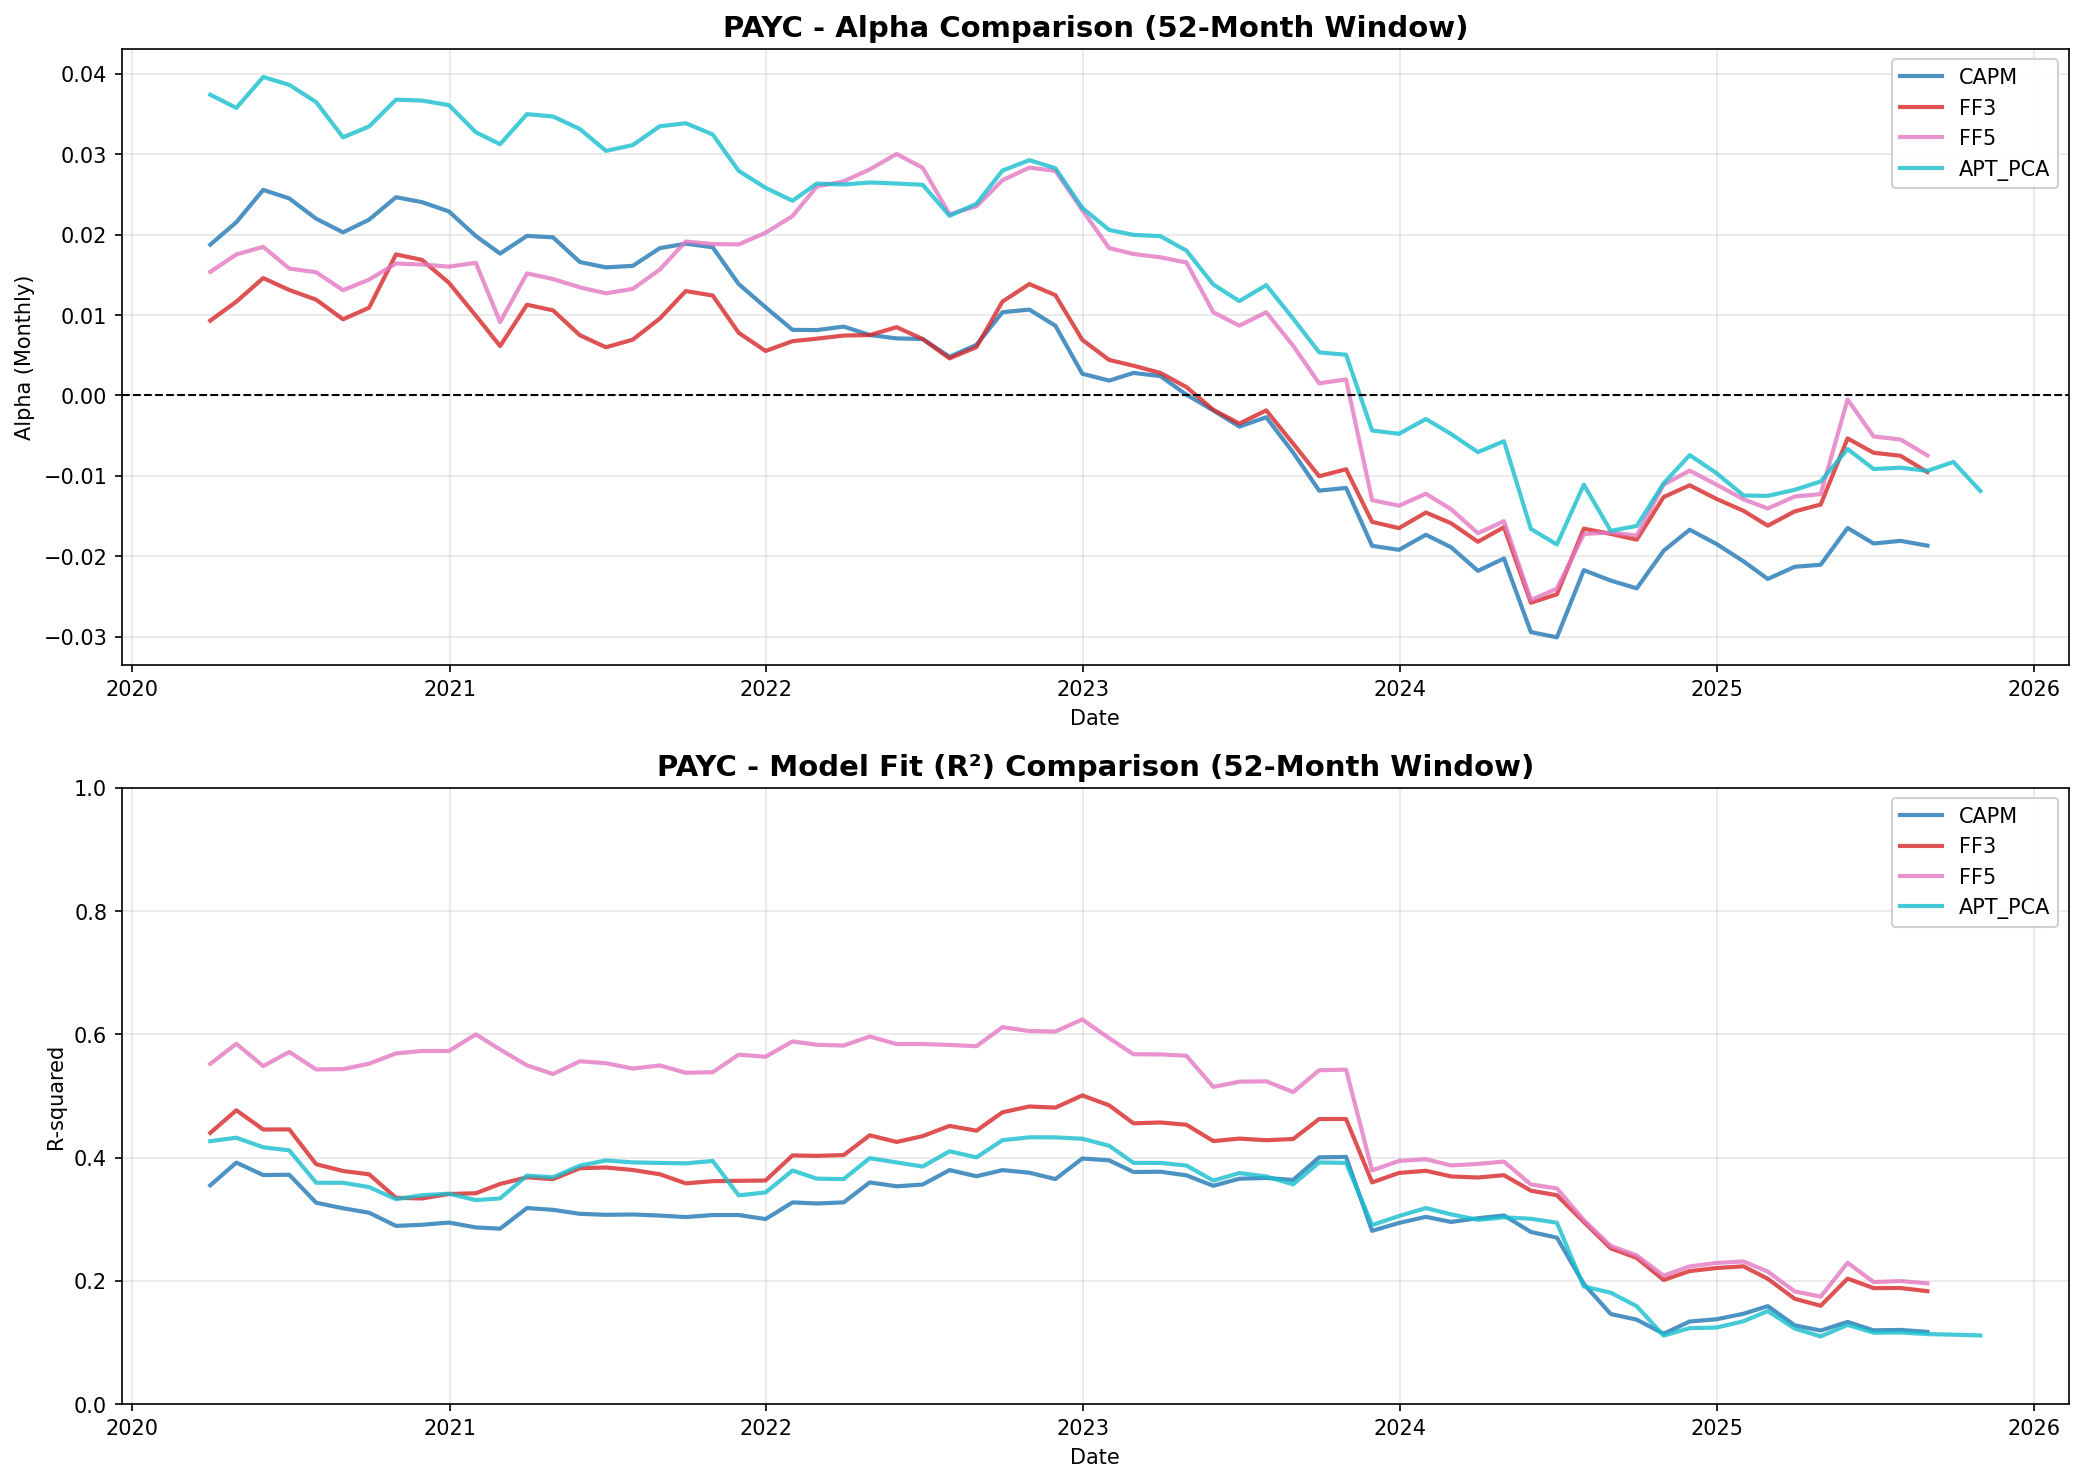 PAYC - Alpha Comparison (52-Month Window)
0.04
0.03
0.02
0.01
0.00
−0.01
−0.02
−0.03
Alpha (Monthly)
CAPM
FF3
FF5
APT_PCA
2020
2021
2022
2023
2024
2025
2026
Date
PAYC - Model Fit (R²) Comparison (52-Month Window)
1.0
0.8
0.6
0.4
0.2
0.0
R-squared
CAPM
FF3
FF5
APT_PCA
2020
2021
2022
2023
2024
2025
2026
Date